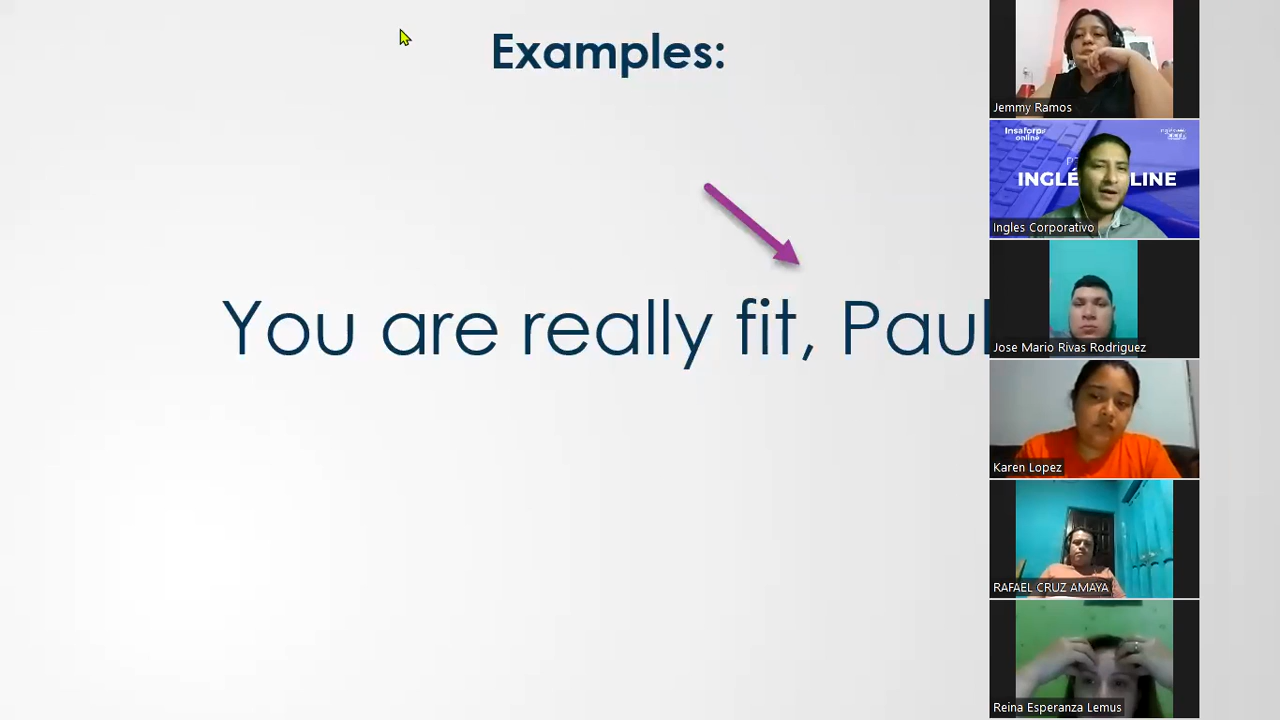 Examples:
You are really fit, Paul
Jemmy Ramos
Insaforp
online
INGLÉ
LINE
Ingles Corporativo
Jose Mario Rivas Rodriguez
Karen Lopez
RAFAEL CRUZ AMAYA
Reina Esperanza Lemus